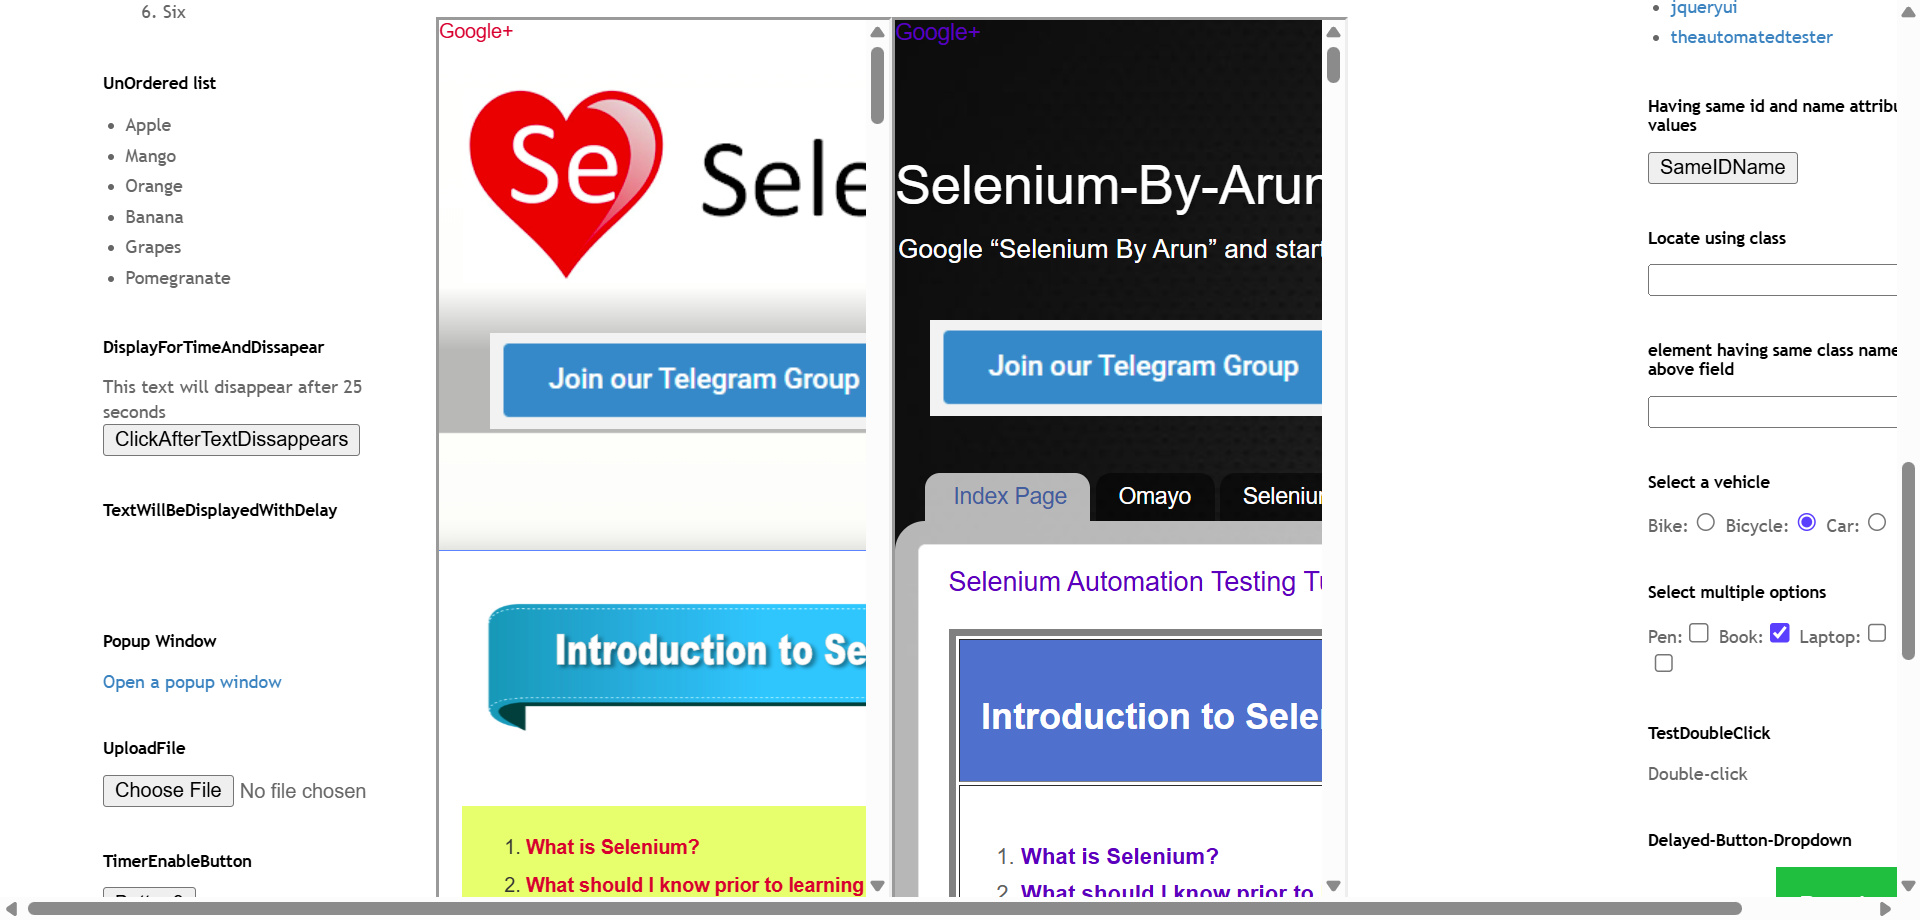 6. Six
UnOrdered list
Apple
Mango
Orange
Banana
Grapes
Pomegranate
DisplayForTimeAndDissapear
This text will disappear after 25
seconds
ClickAfterTextDissappears
TextWillBeDisplayedWithDelay
Popup Window
Open a popup window
UploadFile
Choose File No file chosen
TimerEnableButton
Google+
Se
Sele
Join our Telegram Group
Introduction to Se
1. What is Selenium?
2. What should I know prior to learning
Google+
Selenium-By-Arun
Google “Selenium By Arun” and start
Join our Telegram Group
Index Page Omayo Selenium
Selenium Automation Testing Tu
Introduction to Sele
1. What is Selenium?
2. What should I know prior to
jqueryui
theautomatedtester
Having same id and name attribu
values
SameIDName
Locate using class
element having same class name
above field
Select a vehicle
Bike: Bicycle: Car:
Select multiple options
Pen: Book: Laptop:
TestDoubleClick
Double-click
Delayed-Button-Dropdown